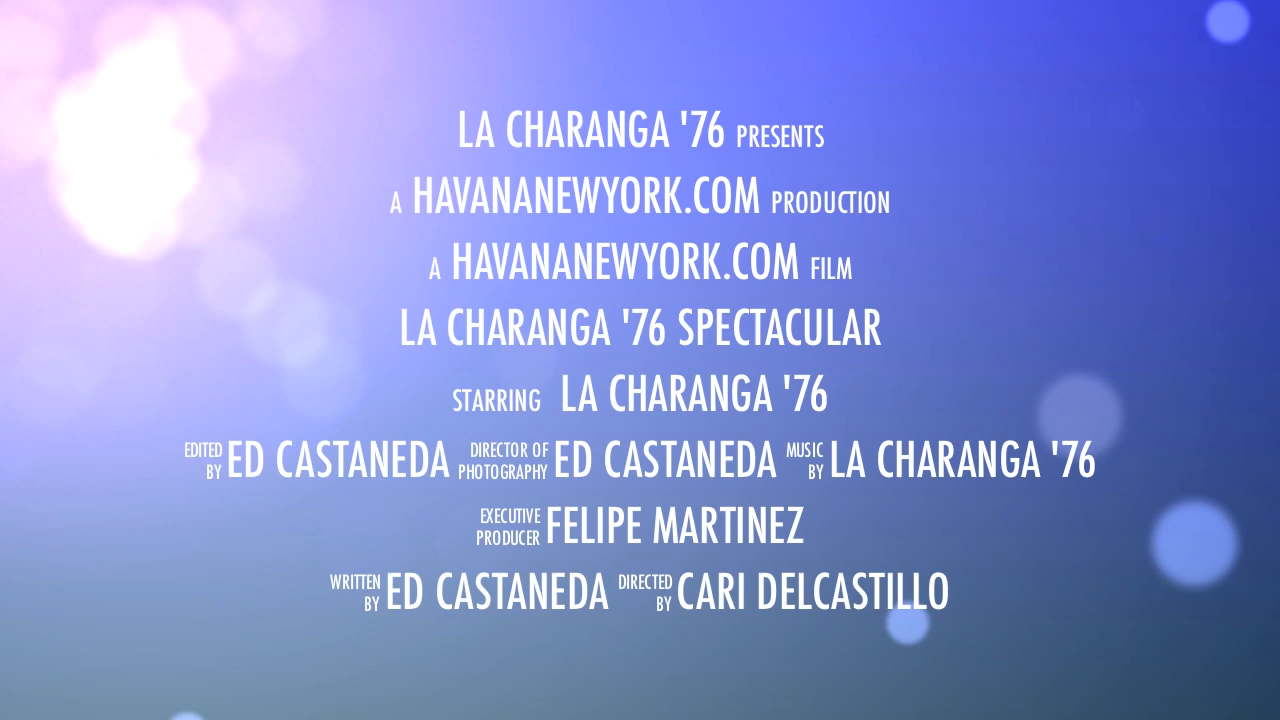 LA CHARANGA '76 PRESENTS
A HAVANANEWYORK.COM PRODUCTION
A HAVANANEWYORK.COM FILM
LA CHARANGA '76 SPECTACULAR
STARRING LA CHARANGA '76
EDITED BY ED CASTANEDA DIRECTOR OF PHOTOGRAPHY ED CASTANEDA MUSIC BY LA CHARANGA '76
EXECUTIVE PRODUCER FELIPE MARTINEZ
WRITTEN BY ED CASTANEDA DIRECTED BY CARI DELCASTILLO